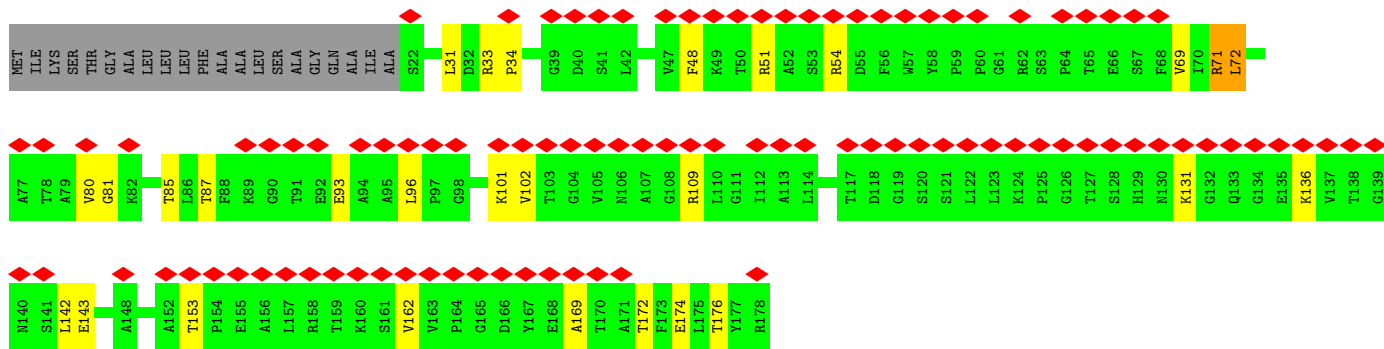 MET ILE LYS SER THR GLY ALA LEU LEU LEU PHE ALA ALA LEU SER ALA GLY GLN ALA ILE ALA S22 L31 D32 R33 P34 G39 D40 S41 L42 V47 F48 K49 T50 R51 A52 S53 R54 D55 F56 W57 Y58 P59 P60 G61 R62 S63 P64 T65 E66 S67 F68 V69 I70 R71 L72
A77 T78 A79 V80 G81 K82 T85 L86 T87 F88 K89 G90 T91 E92 E93 A94 A95 L96 P97 G98 K101 V102 T103 G104 V105 N106 A107 G108 R109 L110 G111 I112 A113 L114 T117 D118 G119 S120 S121 L122 L123 K124 P125 G126 T127 S128 H129 N130 K131 G132 Q133 G134 E135 K136 V137 T138 G139
N140 S141 L142 E143 A148 A152 T153 P154 E155 A156 L157 R158 T159 K160 S161 V162 V163 P164 G165 D166 Y167 E168 A169 T170 A171 T172 F173 E174 L175 T176 Y177 R178